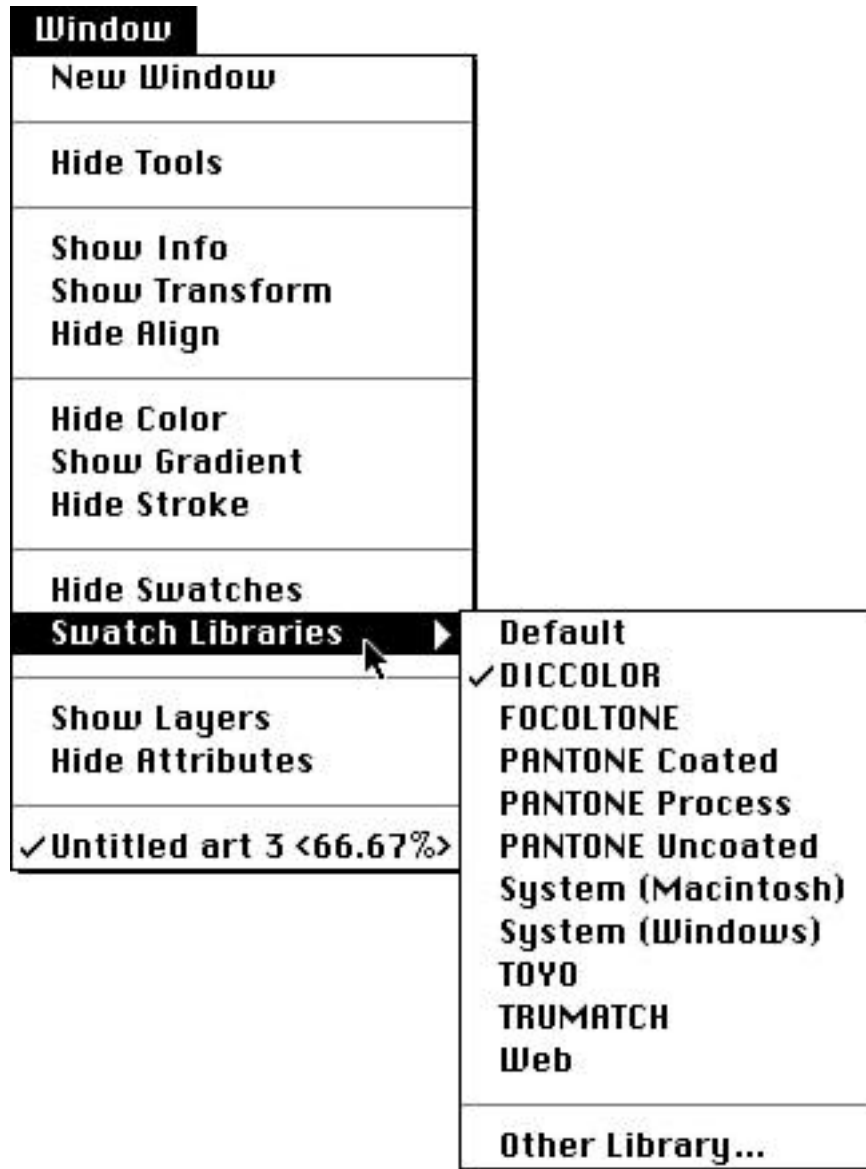 Window
New Window
Hide Tools
Show Info
Show Transform
Hide Align
Hide Color
Show Gradient
Hide Stroke
Hide Swatches
Swatch Libraries
Show Layers
Hide Attributes
✓Untitled art 3 <66.67%>
Default
✓DICCOLOR
FOCOLTONE
PANTONE Coated
PANTONE Process
PANTONE Uncoated
System (Macintosh)
System (Windows)
TOYO
TRUMATCH
Web
Other Library...